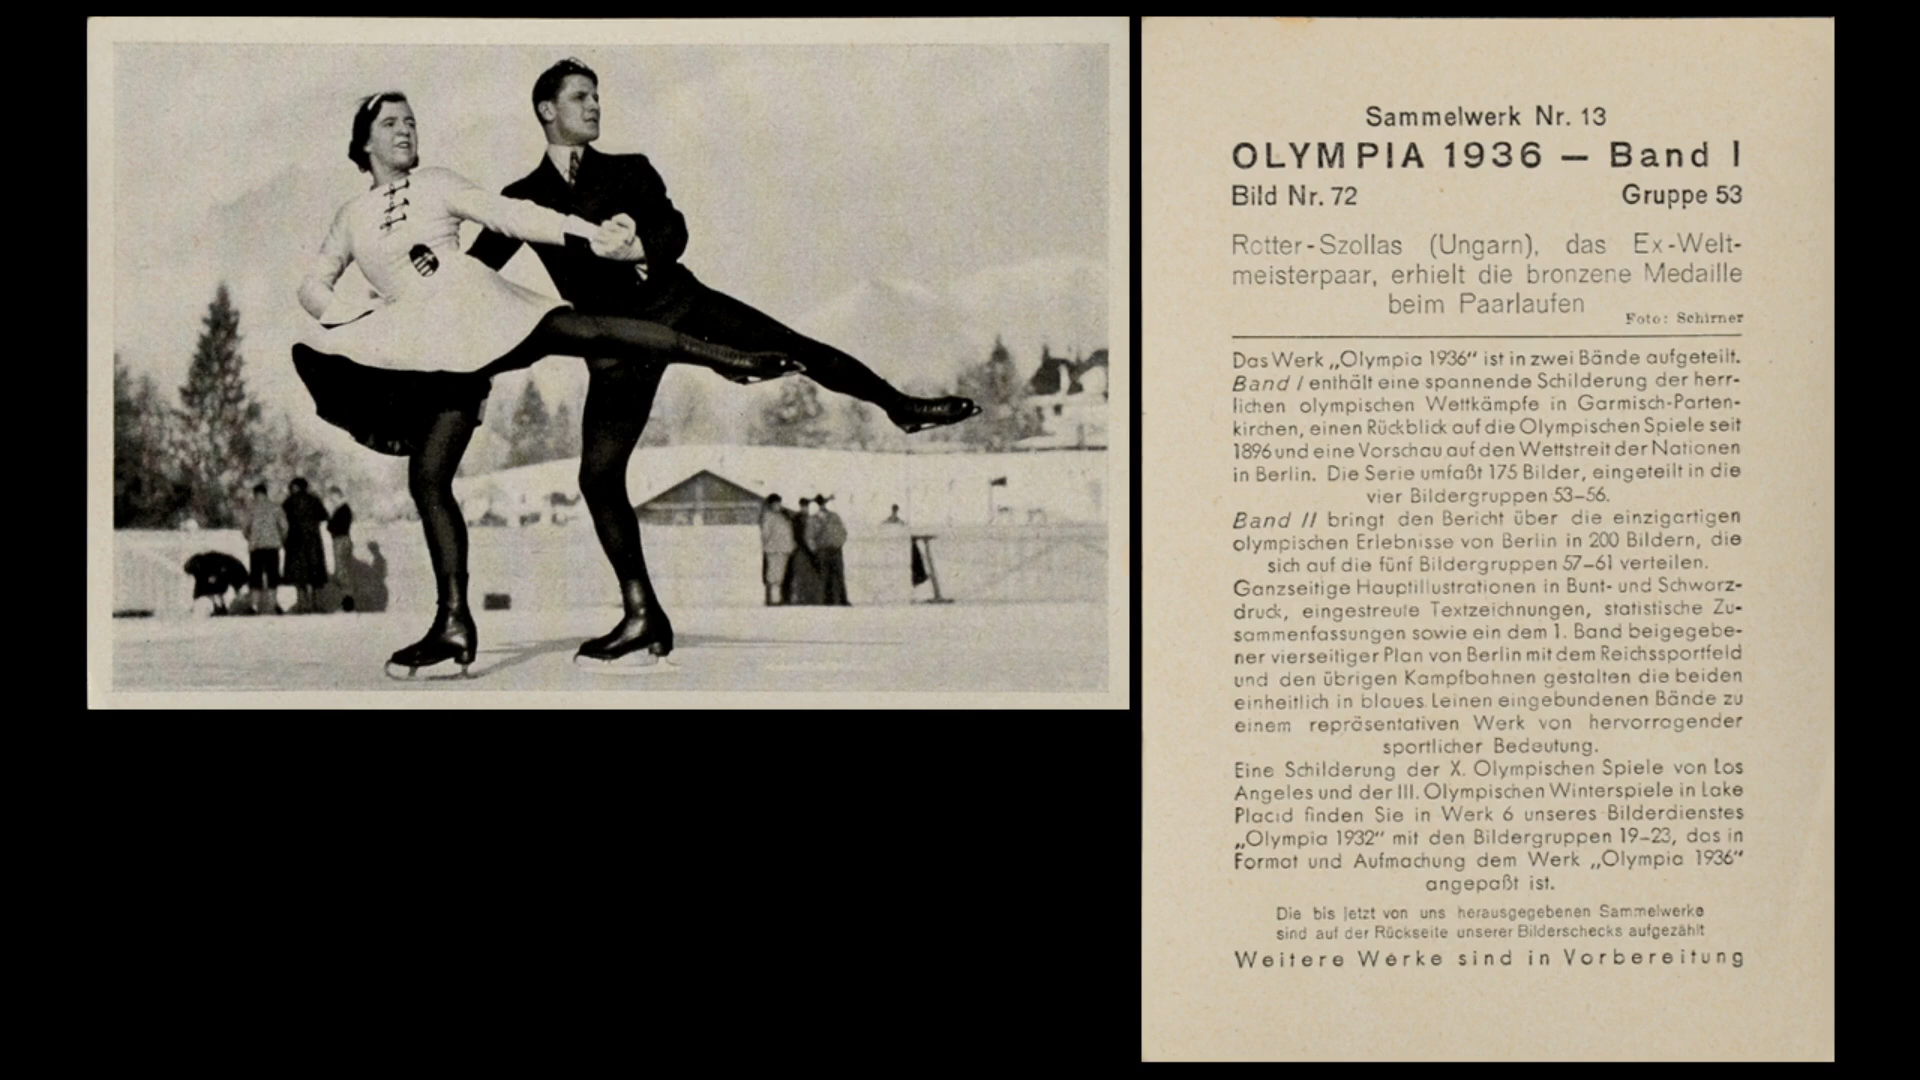 Sammelwerk Nr. 13
OLYMPIA 1936 — Band I
Bild Nr. 72 Gruppe 53
Rotter-Szollas (Ungarn), das Ex-Welt-
meisterpaar, erhielt die bronzene Medaille
beim Paarlaufen
Foto: Schirner
Das Werk „Olympia 1936“ ist in zwei Bände aufgeteilt.
Band I enthält eine spannende Schilderung der herr-
lichen olympischen Wettkämpfe in Garmisch-Parten-
kirchen, einen Rückblick auf die Olympischen Spiele seit
1896 und eine Vorschau auf den Wettstreit der Nationen
in Berlin. Die Serie umfaßt 175 Bilder, eingeteilt in die
vier Bildergruppen 53–56.
Band II bringt den Bericht über die einzigartigen
olympischen Erlebnisse von Berlin in 200 Bildern, die
sich auf die fünf Bildergruppen 57–61 verteilen.
Ganzseitige Hauptillustrationen in Bunt- und Schwarz-
druck, eingestreute Textzeichnungen, statistische Zu-
sammenfassungen sowie ein dem 1. Band beigegebe-
ner vierseitiger Plan von Berlin mit dem Reichssportfeld
und den übrigen Kampfbahnen gestalten die beiden
einheitlich in blaues Leinen eingebundenen Bände zu
einem repräsentativen Werk von hervorragender
sportlicher Bedeutung.
Eine Schilderung der X. Olympischen Spiele von Los
Angeles und der III. Olympischen Winterspiele in Lake
Placid finden Sie in Werk 6 unseres Bilderdienstes
„Olympia 1932“ mit den Bildergruppen 19–23, das in
Format und Aufmachung dem Werk „Olympia 1936“
angepaßt ist.
Die bis jetzt von uns herausgegebenen Sammelwerke
sind auf der Rückseite unserer Bilderschecks aufgezählt
Weitere Werke sind in Vorbereitung